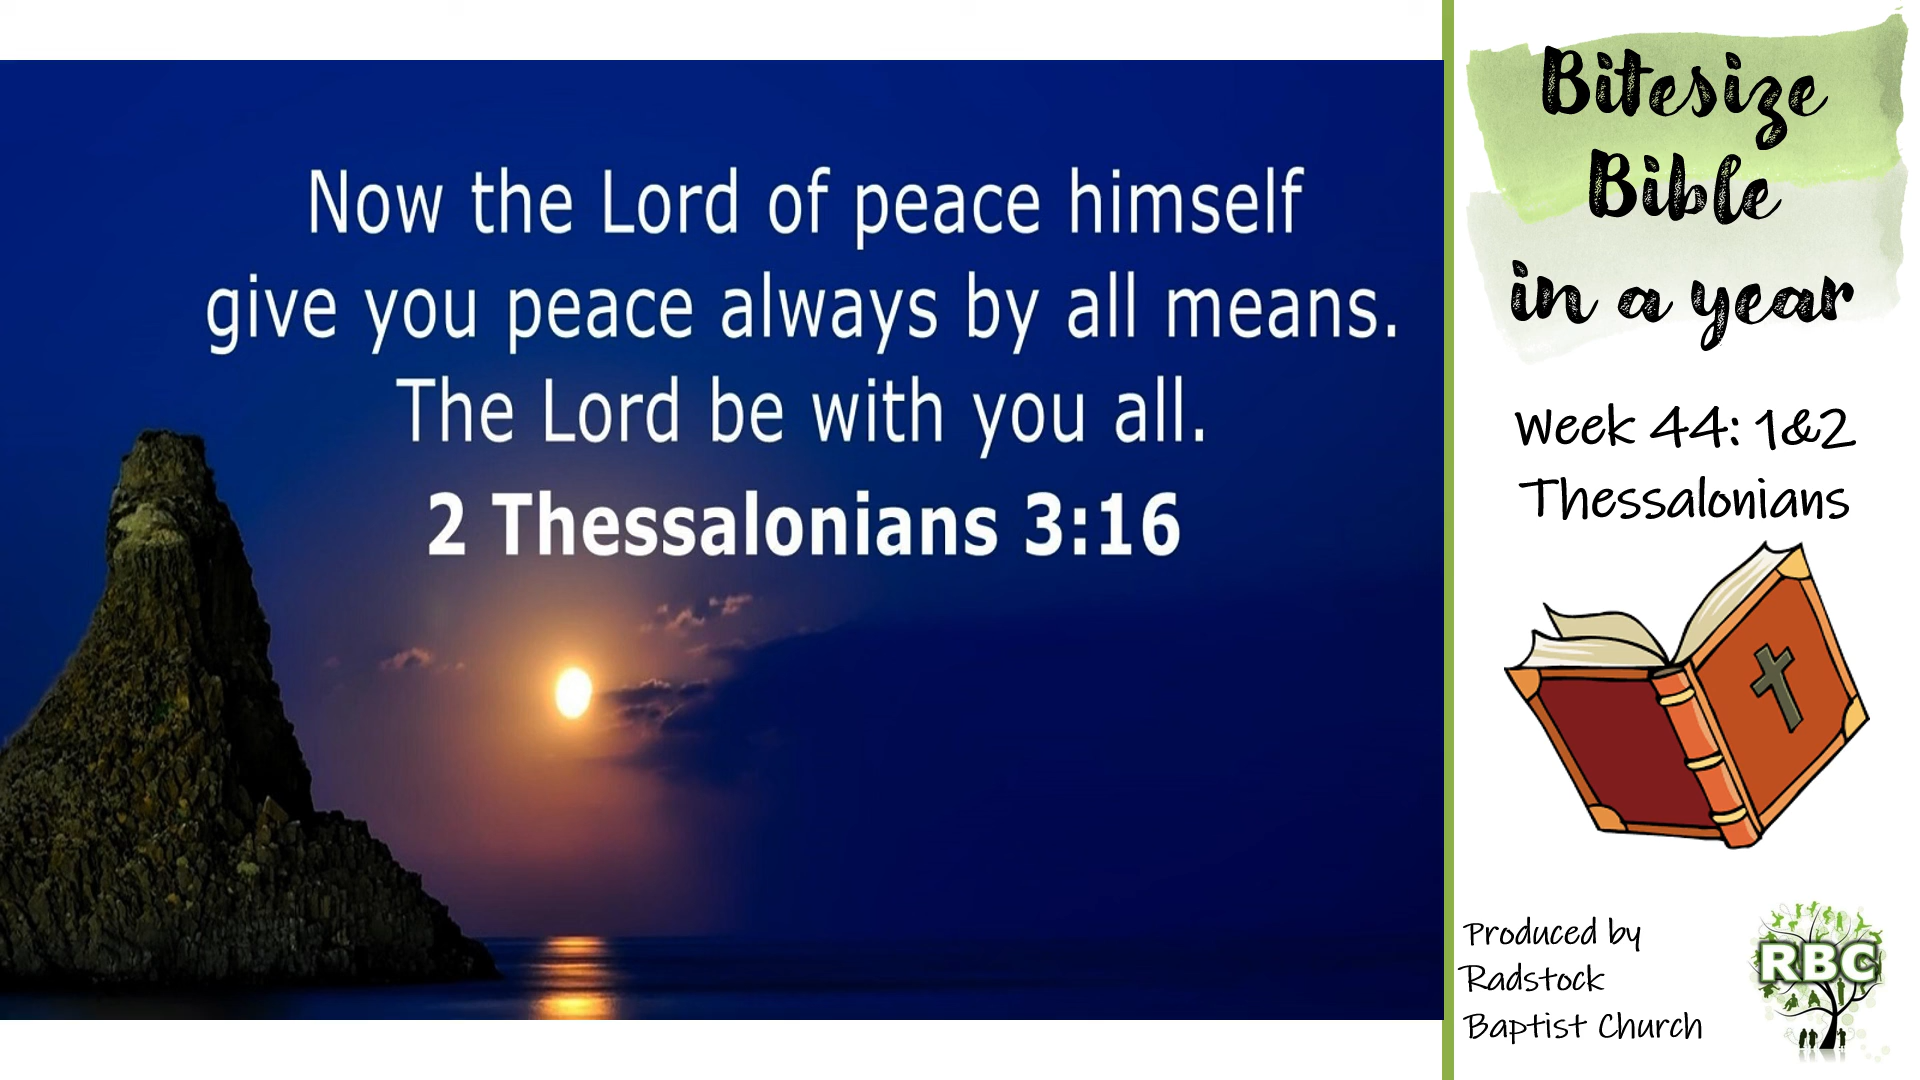 Now the Lord of peace himself
give you peace always by all means.
The Lord be with you all.
2 Thessalonians 3:16
Bitesize
Bible
in a year
Week 44: 1&2
Thessalonians
Produced by
Radstock
Baptist Church
RBC